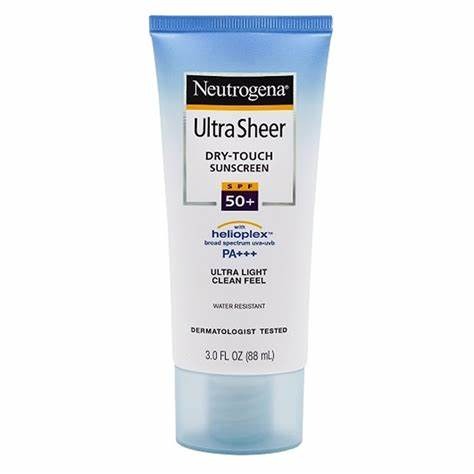 Neutrogena®
Ultra Sheer
DRY-TOUCH
SUNSCREEN
SPF
50+
with
helioplex™
broad spectrum uva-uvb
PA+++
ULTRA LIGHT
CLEAN FEEL
WATER RESISTANT
DERMATOLOGIST TESTED
3.0 FL OZ (88 mL)